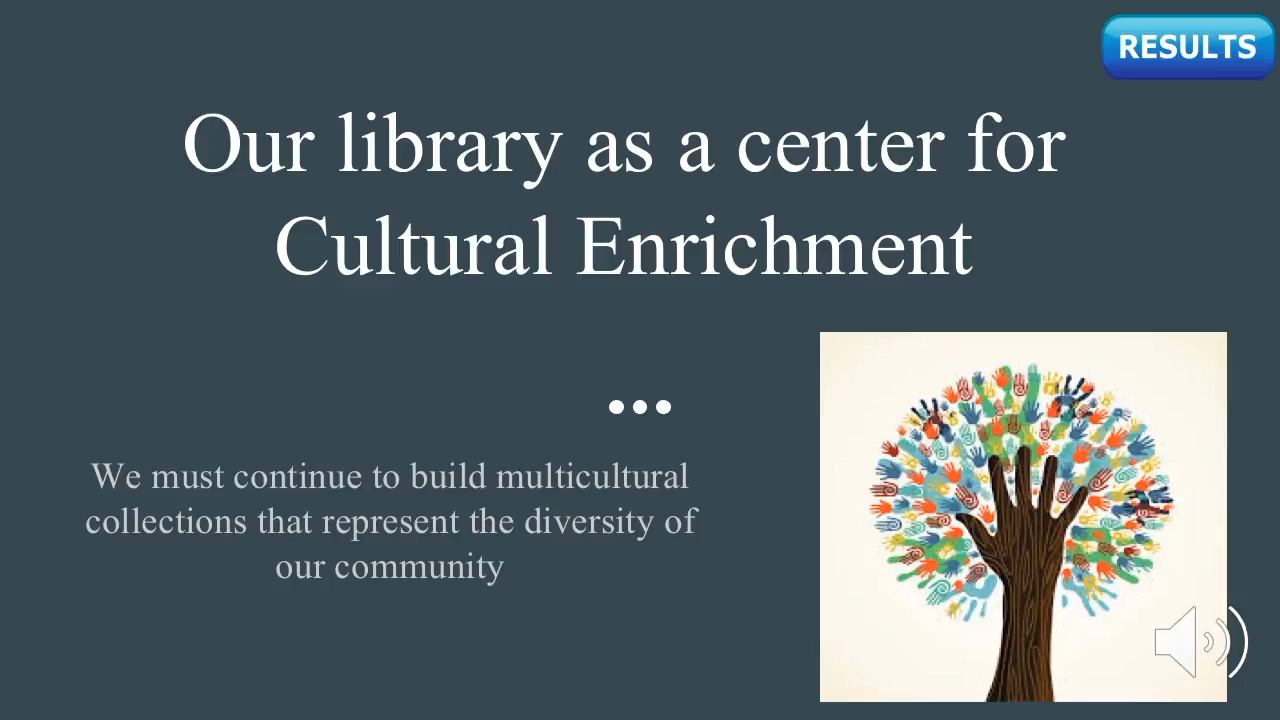 RESULTS
Our library as a center for
Cultural Enrichment
We must continue to build multicultural
collections that represent the diversity of
our community